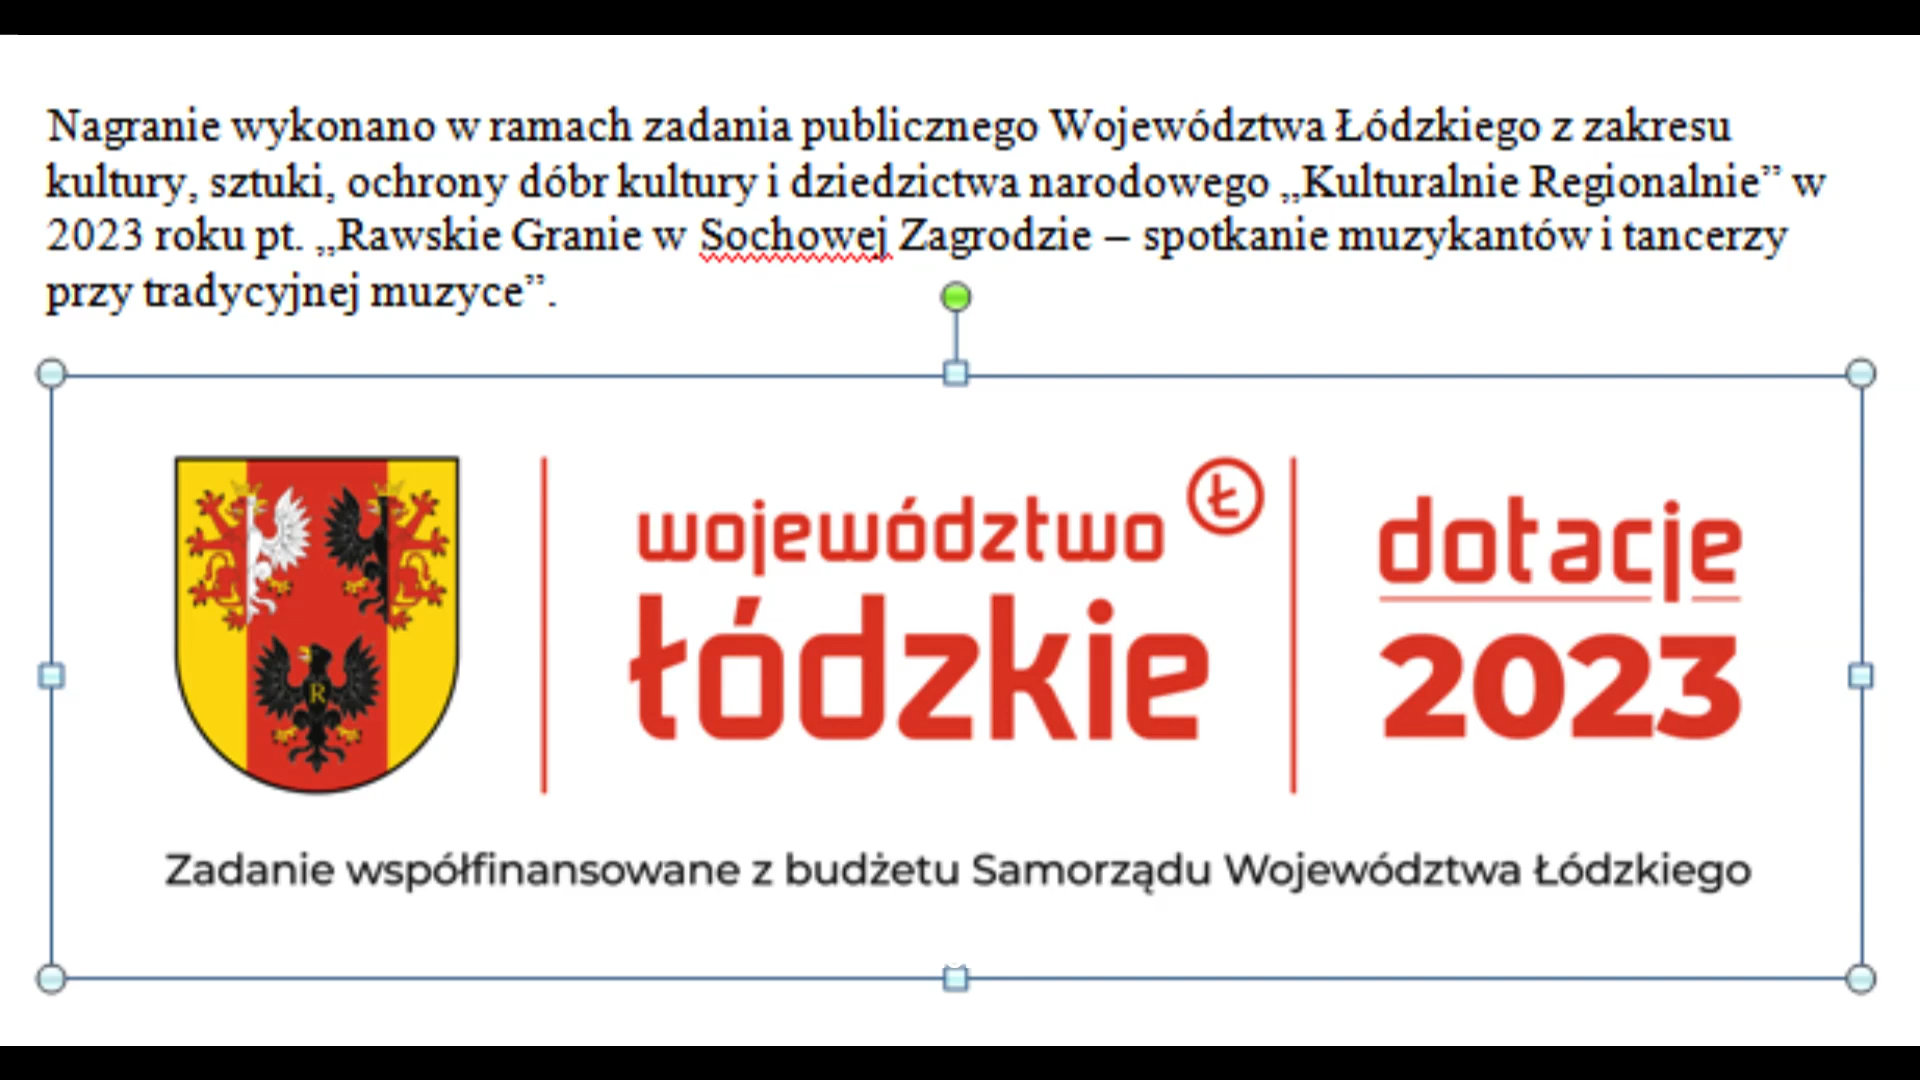 Nagranie wykonano w ramach zadania publicznego Województwa Łódzkiego z zakresu
kultury, sztuki, ochrony dóbr kultury i dziedzictwa narodowego „Kulturalnie Regionalnie” w
2023 roku pt. „Rawskie Granie w Sochowej Zagrodzie – spotkanie muzykantów i tancerzy
przy tradycyjnej muzyce”.
R
województwo Ł
łódzkie
dotacje
2023
Zadanie współfinansowane z budżetu Samorządu Województwa Łódzkiego